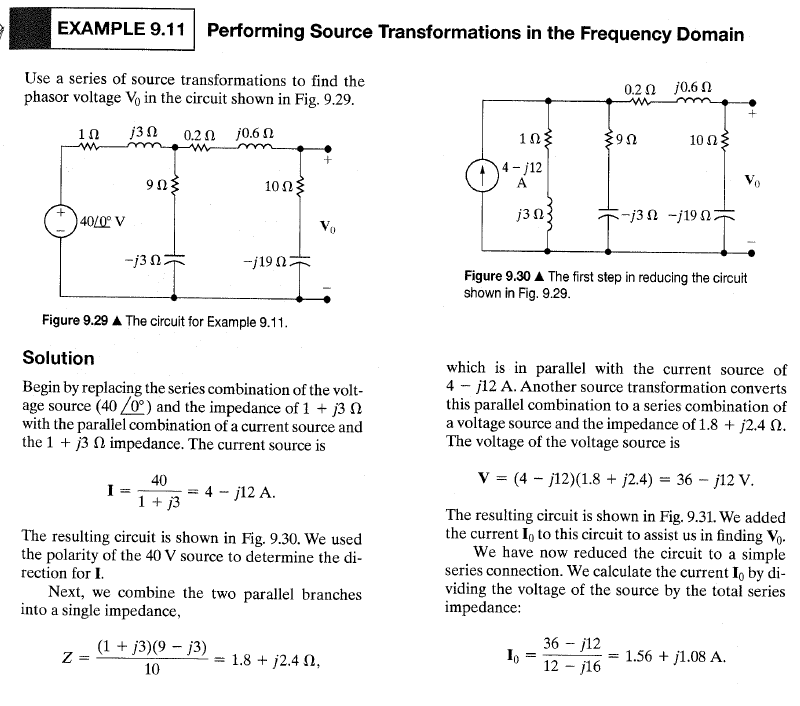 EXAMPLE 9.11 Performing Source Transformations in the Frequency Domain
Use a series of source transformations to find the
phasor voltage V₀ in the circuit shown in Fig. 9.29.
1 Ω j3 Ω 0.2 Ω j0.6 Ω
9 Ω 10 Ω
+
+
40/0° V
−
V₀
−j3 Ω −j19 Ω
−
Figure 9.29 ▲ The circuit for Example 9.11.
Solution
Begin by replacing the series combination of the volt-
age source (40 /0°) and the impedance of 1 + j3 Ω
with the parallel combination of a current source and
the 1 + j3 Ω impedance. The current source is
I = 40 / (1 + j3) = 4 − j12 A.
The resulting circuit is shown in Fig. 9.30. We used
the polarity of the 40 V source to determine the di-
rection for I.
Next, we combine the two parallel branches
into a single impedance,
Z = (1 + j3)(9 − j3) / 10 = 1.8 + j2.4 Ω,
0.2 Ω j0.6 Ω
+
1 Ω 9 Ω 10 Ω
4 − j12
A
V₀
j3 Ω −j3 Ω −j19 Ω
−
Figure 9.30 ▲ The first step in reducing the circuit
shown in Fig. 9.29.
which is in parallel with the current source of
4 − j12 A. Another source transformation converts
this parallel combination to a series combination of
a voltage source and the impedance of 1.8 + j2.4 Ω.
The voltage of the voltage source is
V = (4 − j12)(1.8 + j2.4) = 36 − j12 V.
The resulting circuit is shown in Fig. 9.31. We added
the current I₀ to this circuit to assist us in finding V₀.
We have now reduced the circuit to a simple
series connection. We calculate the current I₀ by di-
viding the voltage of the source by the total series
impedance:
I₀ = (36 − j12) / (12 − j16) = 1.56 + j1.08 A.